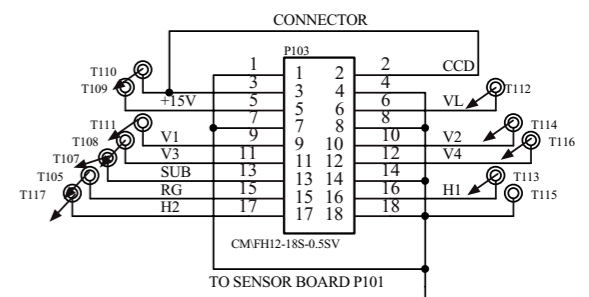 CONNECTOR
P103
1 1 2 2 CCD
T110 3 3 4 4
T109 +15V 5 5 6 6 VL T112
7 7 8 8
T111 V1 9 9 10 10 V2 T114
T108 V3 11 11 12 12 V4 T116
T107 SUB 13 13 14 14
T105 RG 15 15 16 16 H1 T113
T117 H2 17 17 18 18 T115
CM\FH12-18S-0.5SV
TO SENSOR BOARD P101